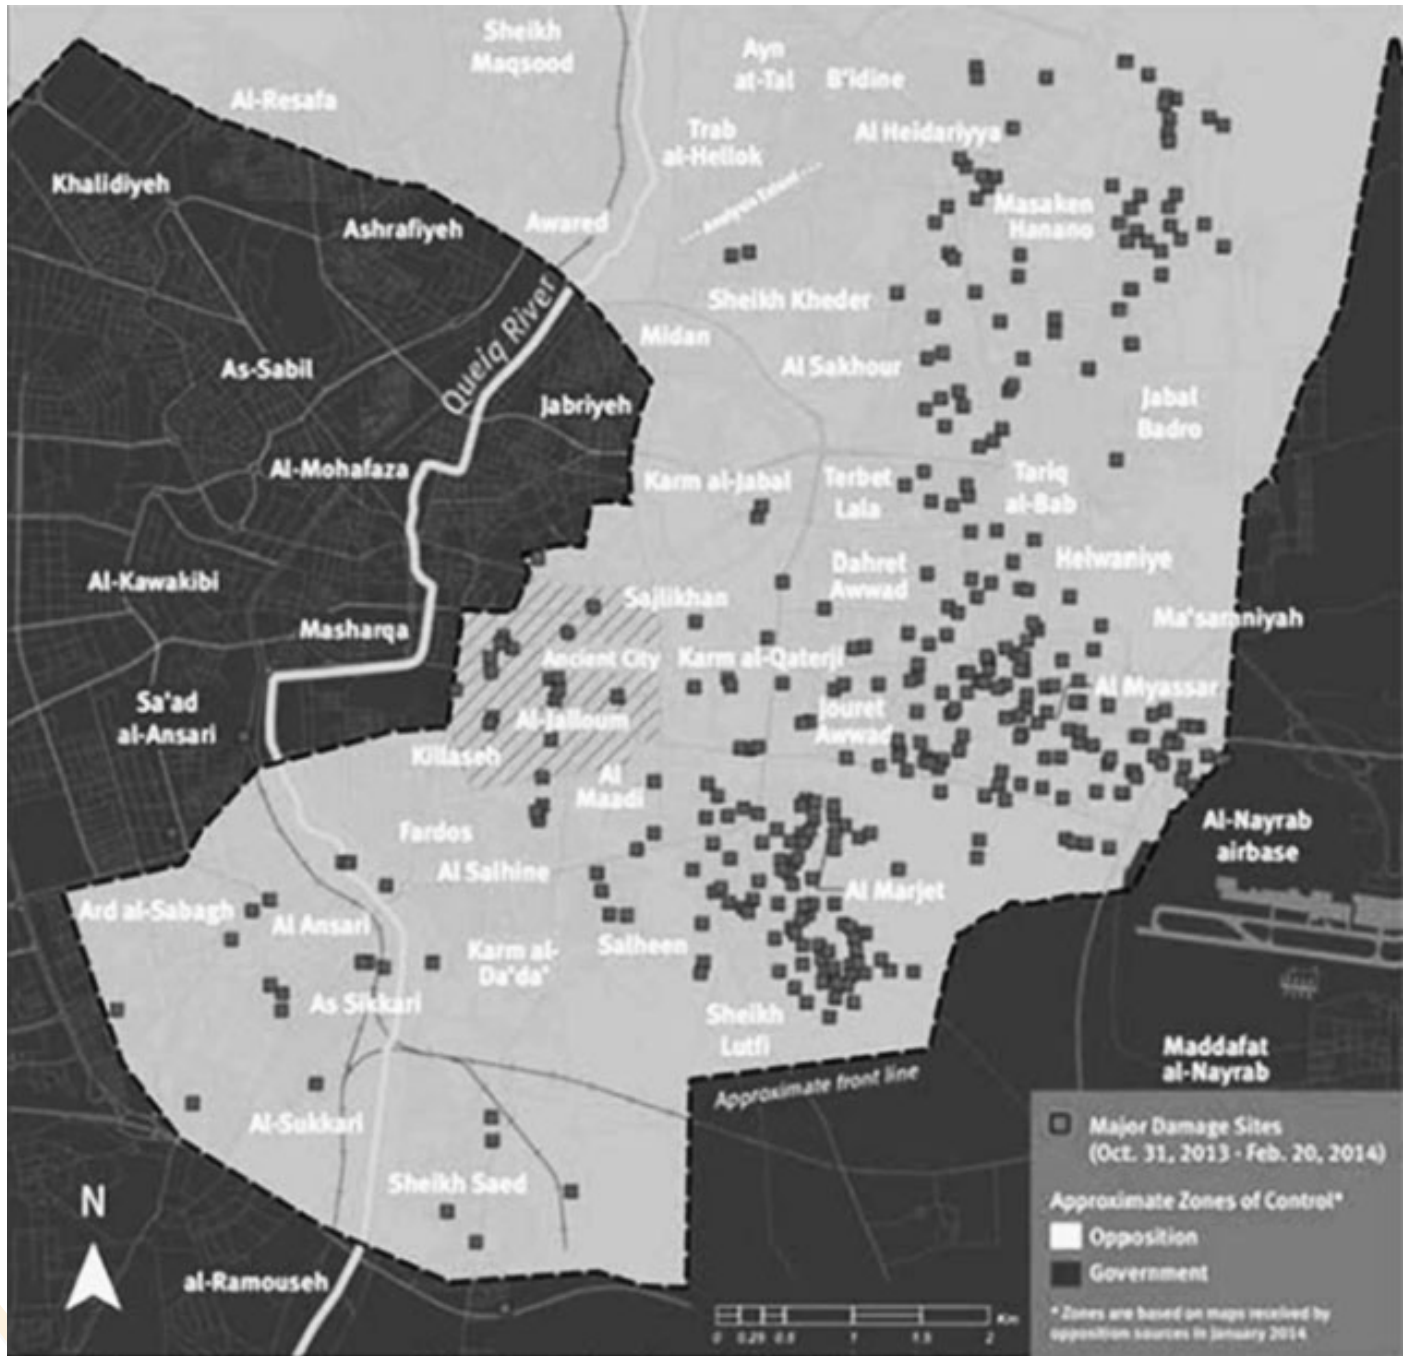 Sheikh
Maqsood
Ayn
at-Tal
B'idine
Al-Resafa
Trab
al-Hellok
Al Heidariyya
Khalidiyeh
Analysis Extent
Masaken
Hanano
Ashrafiyeh
Awared
Queiq River
Sheikh Kheder
Midan
As-Sabil
Al Sakhour
Jabriyeh
Jabal
Badro
Al-Mohafaza
Karm al-Jabal
Terbet
Lala
Tariq
al-Bab
Al-Kawakibi
Dahret
Awwad
Helwaniye
Sajlikhan
Ma'saraniyah
Masharqa
Ancient City
Karm al-Qaterji
Al Myassar
Sa'ad
al-Ansari
Al-Jalloum
Jouret
Awwad
Killaseh
Al
Maadi
Fardos
Al-Nayrab
airbase
Al Salhine
Al Marjet
Ard al-Sabagh
Al Ansari
Karm al-
Da'da'
Salheen
As Sikkari
Sheikh
Lutfi
Maddafat
al-Nayrab
Approximate front line
Al-Sukkari
Sheikh Saed
al-Ramouseh
N
Major Damage Sites
(Oct. 31, 2013 - Feb. 20, 2014)
Approximate Zones of Control*
Opposition
Government
* Zones are based on maps received by
opposition sources in January 2014
0 0.25 0.5 1 1.5 2 Km